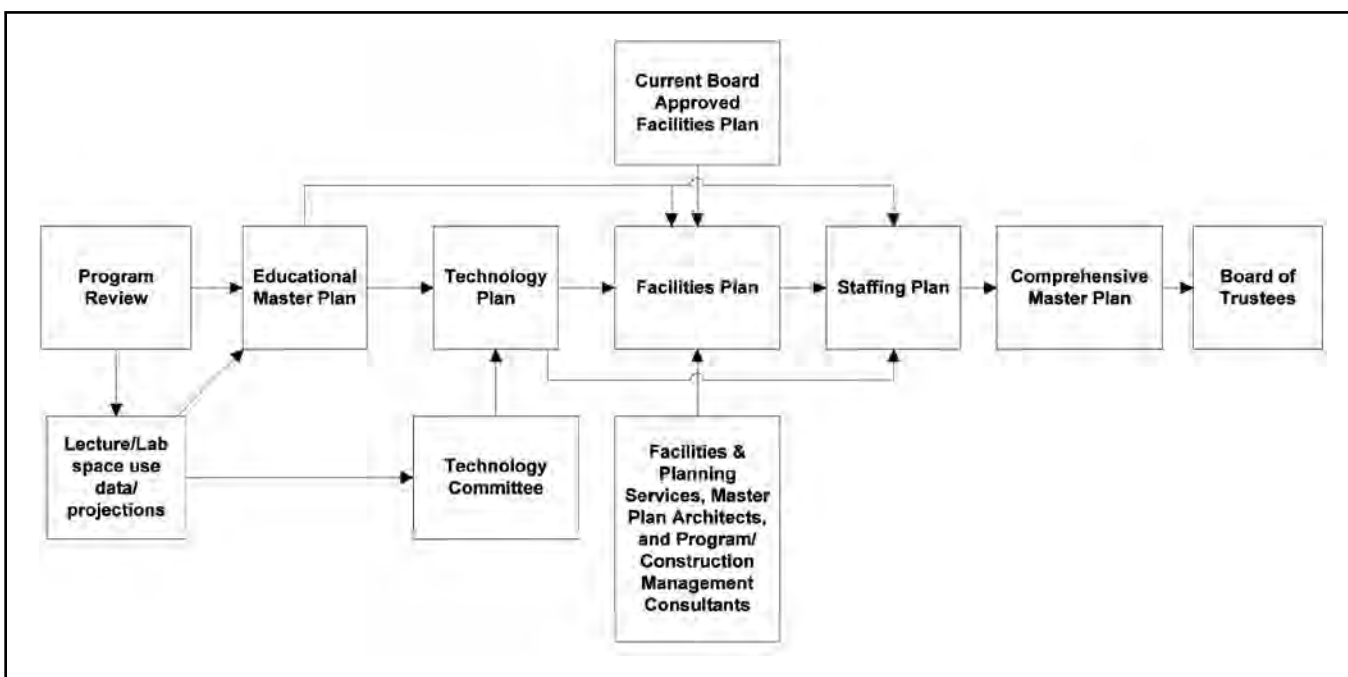 Current Board
Approved
Facilities Plan
Program
Review
Educational
Master Plan
Technology
Plan
Facilities Plan
Staffing Plan
Comprehensive
Master Plan
Board of
Trustees
Lecture/Lab
space use
data/
projections
Technology
Committee
Facilities &
Planning
Services, Master
Plan Architects,
and Program/
Construction
Management
Consultants